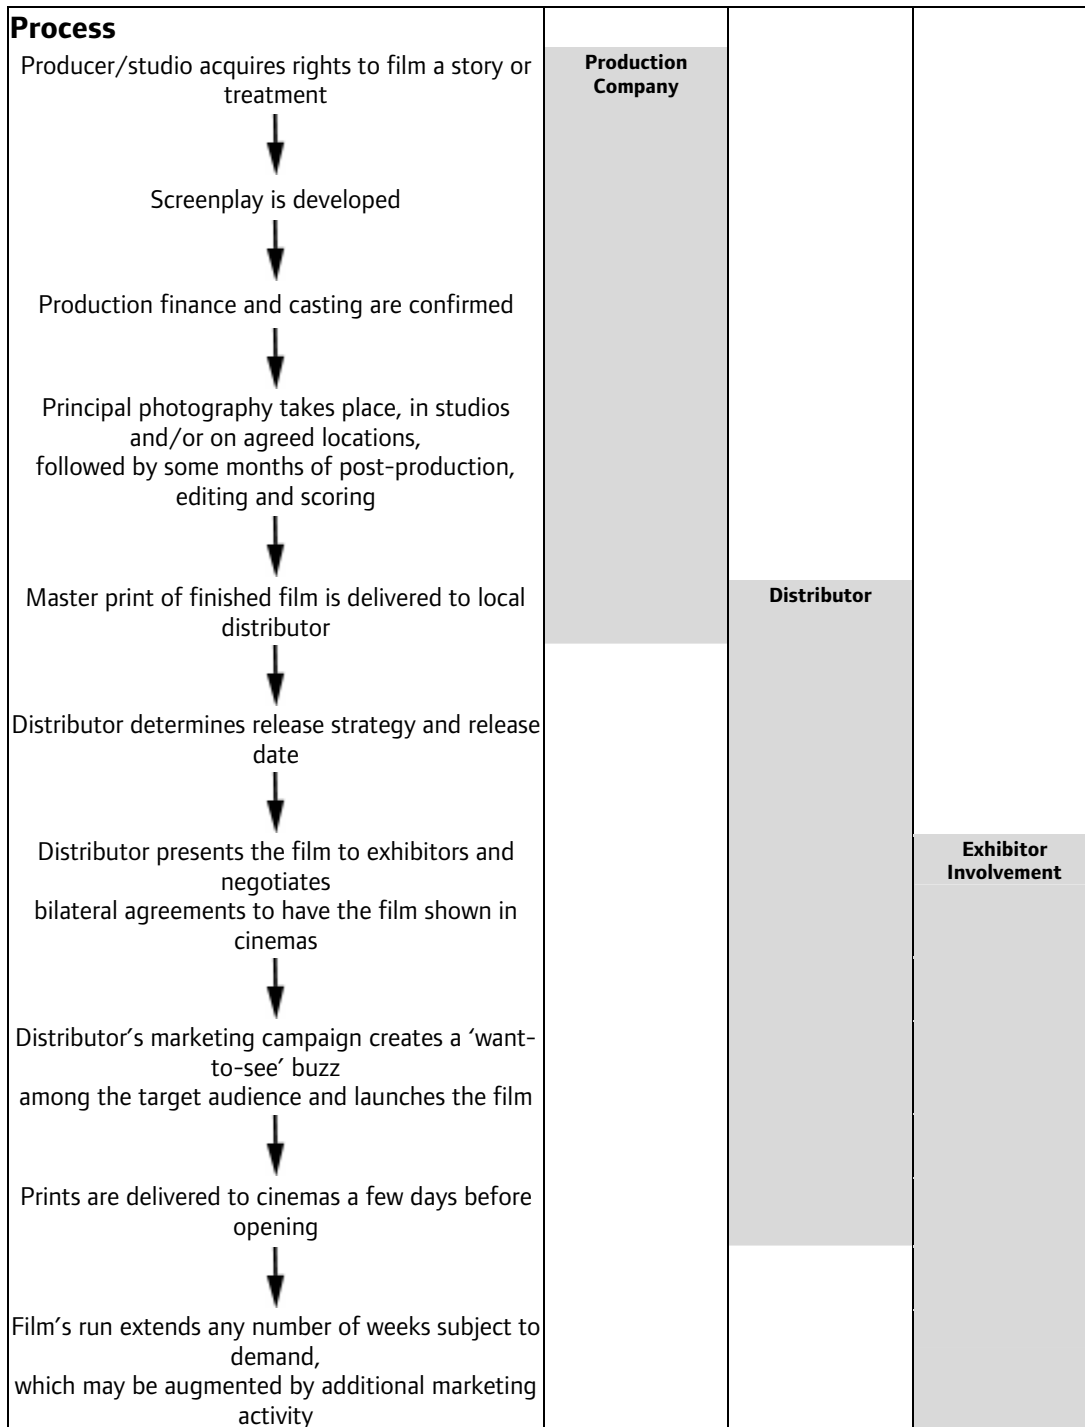 Process
Producer/studio acquires rights to film a story or
treatment
Production
Company
Screenplay is developed
Production finance and casting are confirmed
Principal photography takes place, in studios
and/or on agreed locations,
followed by some months of post-production,
editing and scoring
Master print of finished film is delivered to local
distributor
Distributor
Distributor determines release strategy and release
date
Distributor presents the film to exhibitors and
negotiates
bilateral agreements to have the film shown in
cinemas
Exhibitor
Involvement
Distributor’s marketing campaign creates a ‘want-
to-see’ buzz
among the target audience and launches the film
Prints are delivered to cinemas a few days before
opening
Film’s run extends any number of weeks subject to
demand,
which may be augmented by additional marketing
activity